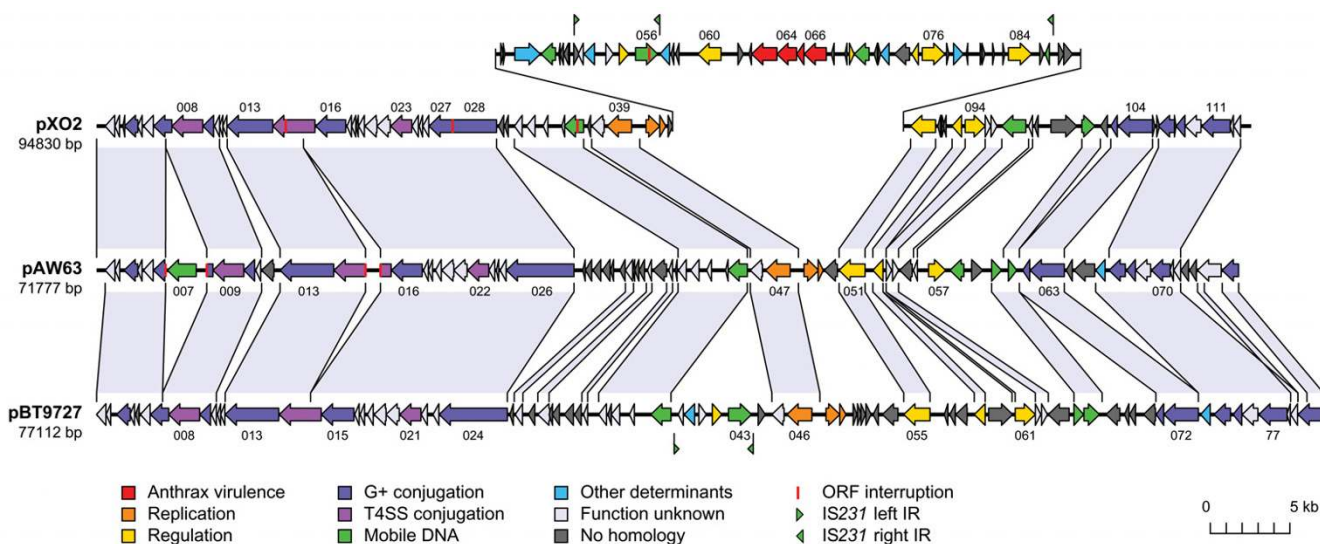 056 060 064 066 076 084
008 013 016 023 027 028 039 094 104 111
pXO2
94830 bp
pAW63
71777 bp
007 009 013 016 022 026 047 051 057 063 070
pBT9727
77112 bp
008 013 015 021 024 043 046 055 061 072 77
Anthrax virulence
Replication
Regulation
G+ conjugation
T4SS conjugation
Mobile DNA
Other determinants
Function unknown
No homology
ORF interruption
IS231 left IR
IS231 right IR
0 5 kb